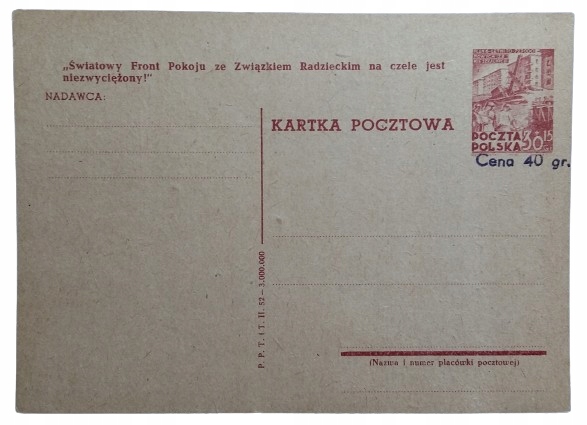 „Światowy Front Pokoju ze Związkiem Radzieckim na czele jest
niezwyciężony!”
NADAWCA:
KARTKA POCZTOWA
POCZTA
POLSKA 30 15
Cena 40 gr.
P. P. T. i T. II. 52 — 3.000.000
(Nazwa i numer placówki pocztowej)